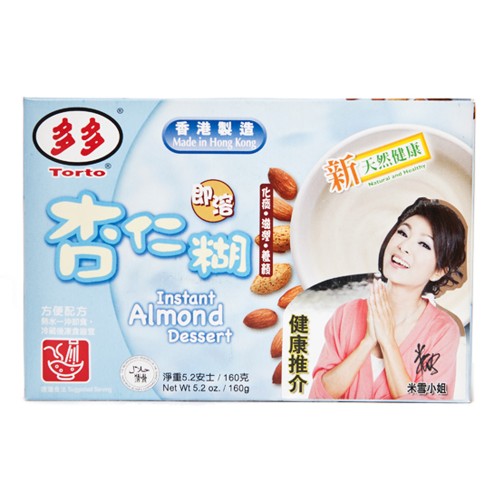 多多®
Torto®
香港製造
Made in Hong Kong
新 天然健康
Natural and Healthy
即溶
杏仁糊
Instant
Almond
Dessert
化痰•滋潤•養顏
健康推介
米雪小姐
方便配方
淨重5.2安士/160克
Net Wt 5.2 oz./160g